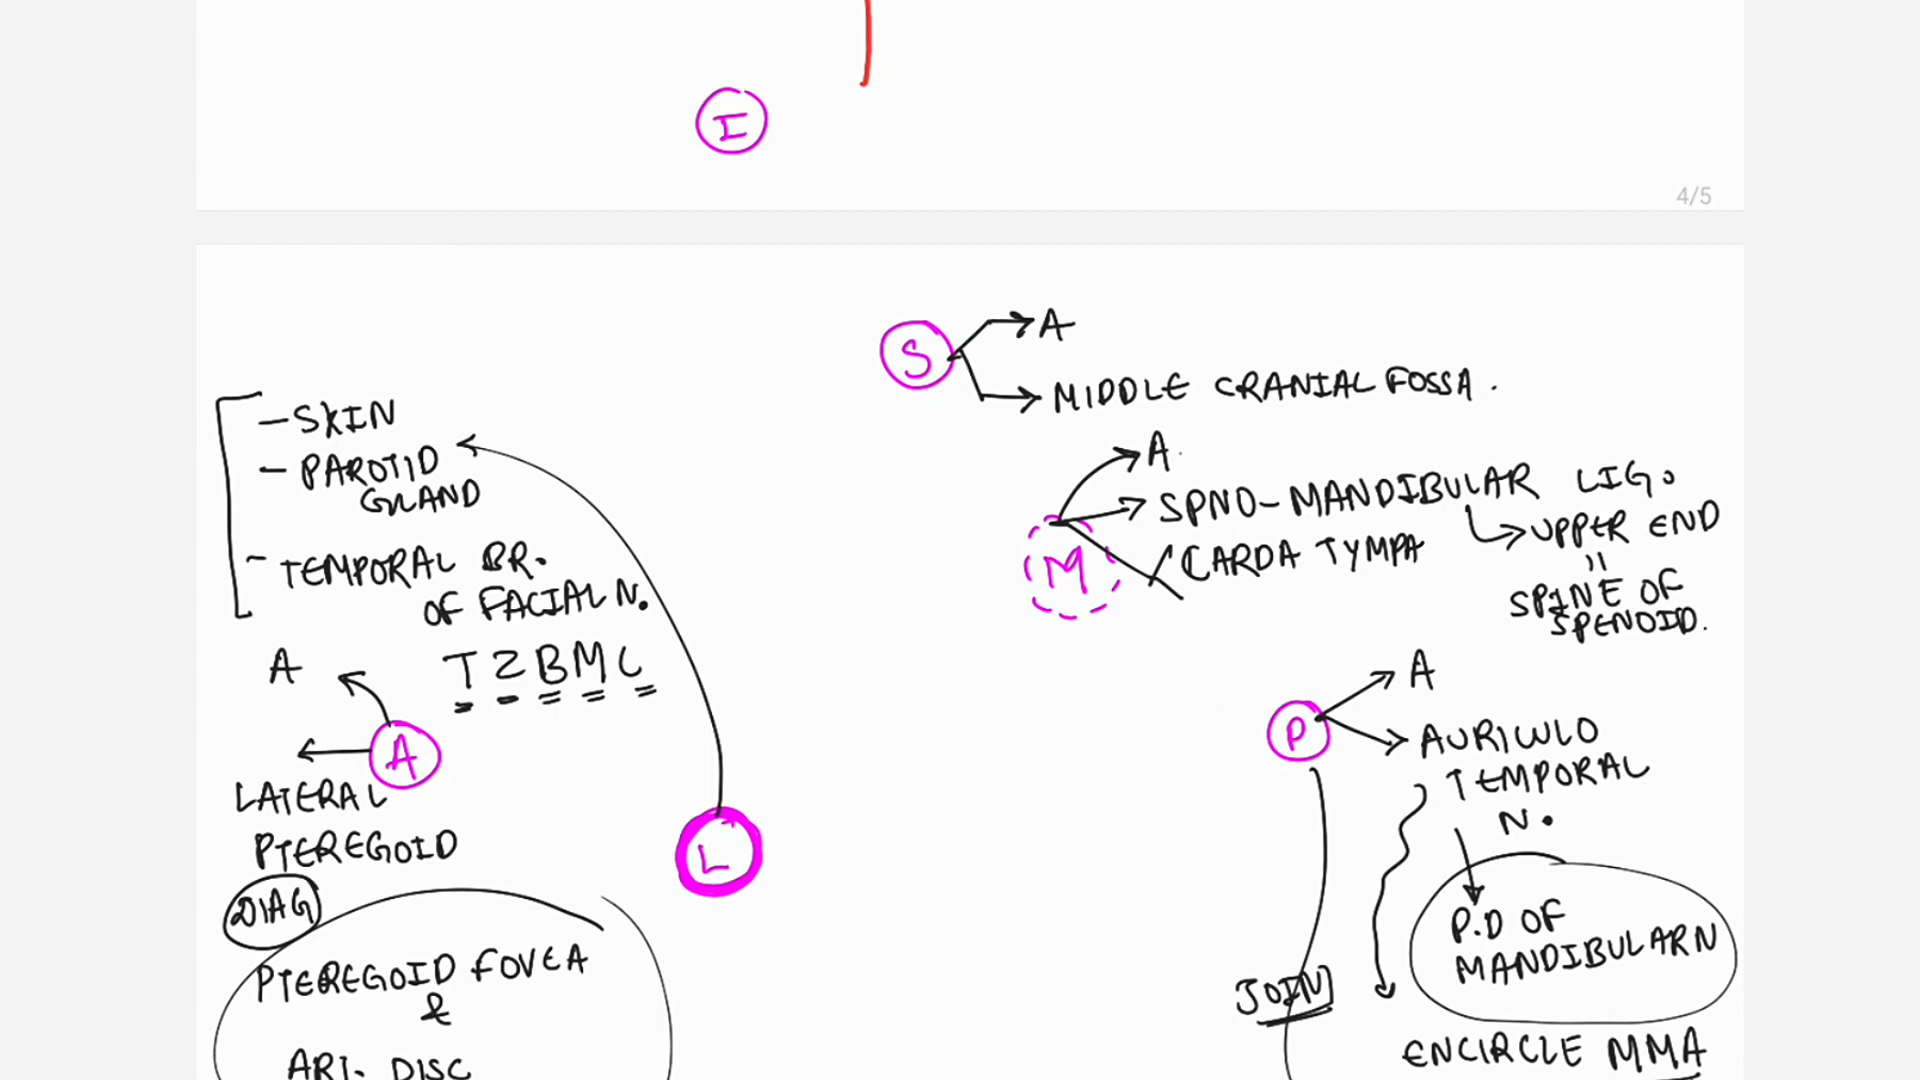 I
4/5
S
A
MIDDLE CRANIAL FOSSA.
- SKIN
- PAROTID
GLAND
- TEMPORAL BR.
OF FACIAL N.
T Z B M C
A
A
LATERAL
PTEREGOID
DIAG
PTEREGOID FOVEA
&
ART. DISC
L
A.
SPNO-MANDIBULAR LIG.
UPPER END
SPINE OF
SPENOID.
CARDA TYMPA
M
P
A
AURICULO
TEMPORAL
N.
P.D OF
MANDIBULAR N
JOIN
ENCIRCLE MMA